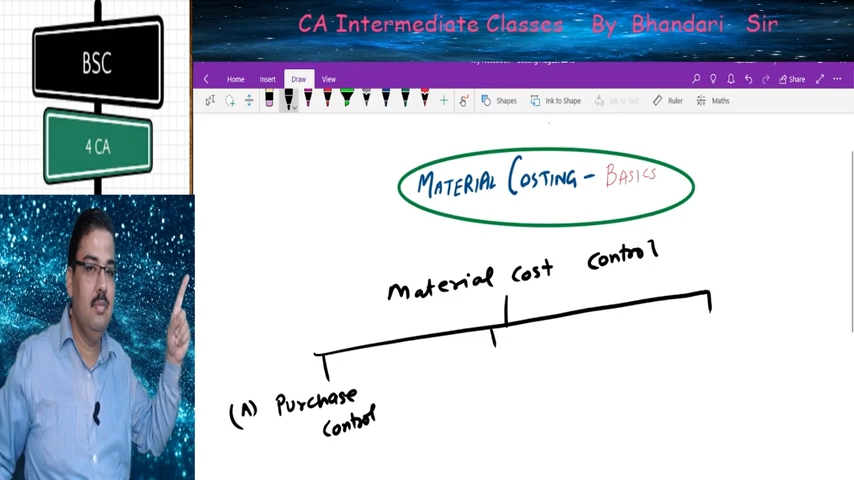 CA Intermediate Classes By Bhandari Sir
BSC
4 CA
Home Insert Draw View
Share
Shapes Ink to Shape Ink to Text Ruler Maths
MATERIAL COSTING - BASICS
Material cost control
(A) Purchase
control